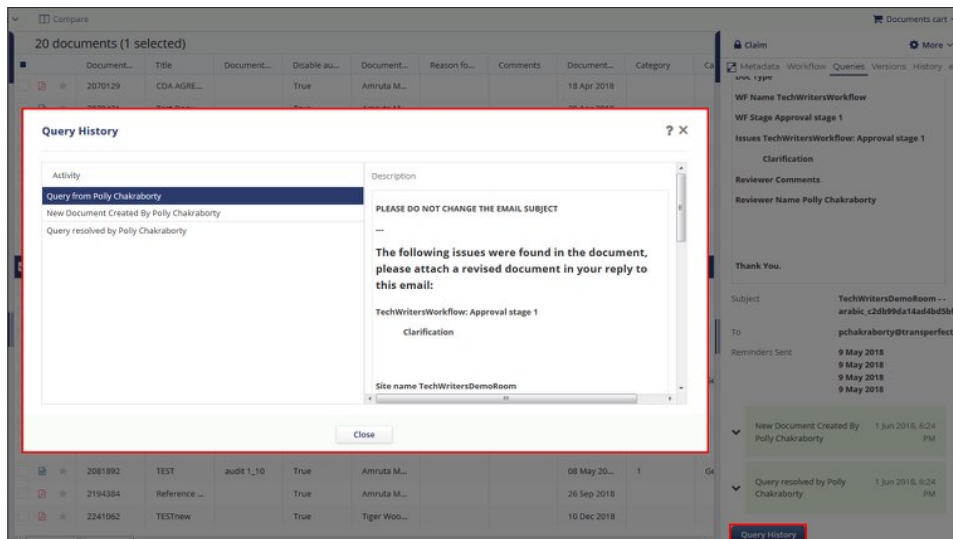 Compare
Documents cart
20 documents (1 selected)
Claim
More
Document... Title Document... Disable au... Document... Reason fo... Comments Document... Category Ca
Metadata Workflow Queries Versions History e
2070129 CDA AGRE... True Amruta M... 18 Apr 2018
Doc Type
WF Name TechWritersWorkflow
WF Stage Approval stage 1
Issues TechWritersWorkflow: Approval stage 1
Clarification
Reviewer Comments
Reviewer Name Polly Chakraborty
Thank You.
Subject TechWritersDemoRoom - -
To pchakraborty@transperfect
Reminders Sent 9 May 2018
9 May 2018
9 May 2018
9 May 2018
New Document Created By 1 Jun 2018, 6:24
Polly Chakraborty PM
Query resolved by Polly 1 Jun 2018, 6:24
Chakraborty PM
Query History
Query History ? ×
Activity
Query from Polly Chakraborty
New Document Created By Polly Chakraborty
Query resolved by Polly Chakraborty
Description
PLEASE DO NOT CHANGE THE EMAIL SUBJECT
---
The following issues were found in the document,
please attach a revised document in your reply to
this email:
TechWritersWorkflow: Approval stage 1
Clarification
Site name TechWritersDemoRoom
Close
2081892 TEST audit 1_10 True Amruta M... 08 May 20... 1 Ge
2194384 Reference ... True Amruta M... 26 Sep 2018
2241062 TESTnew True Tiger Woo... 10 Dec 2018